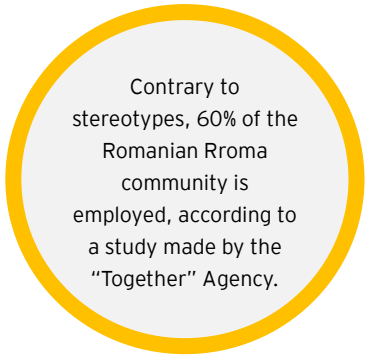 Contrary to
stereotypes, 60% of the
Romanian Rroma
community is
employed, according to
a study made by the
“Together” Agency.